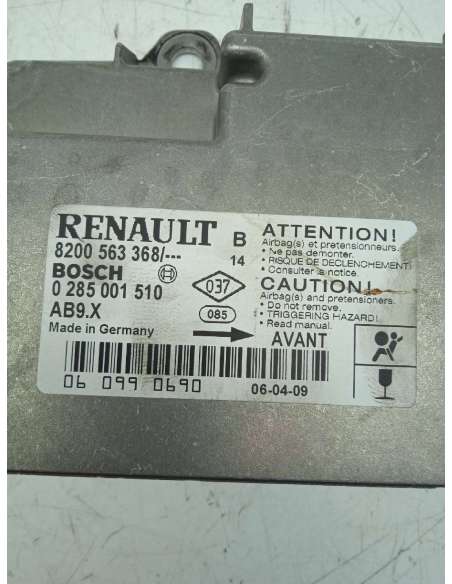 RENAULT B
8200 563 368/--- 14
BOSCH
0 285 001 510
AB9.X
Made in Germany
037
085
AVANT
ATTENTION!
Airbag(s) et pretensionneurs.
• Ne pas demonter.
• RISQUE DE DECLENCHEMENT!
• Consulter la notice.
CAUTION!
Airbag(s) and pretensioners.
• Do not remove.
• TRIGGERING HAZARD!
• Read manual.
06 099 0690
06-04-09